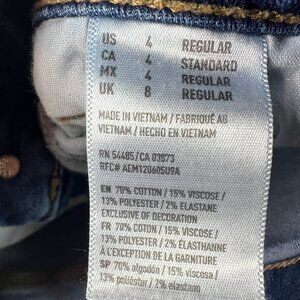 US 4 REGULAR
CA 4 STANDARD
MX 4 REGULAR
UK 8 REGULAR
MADE IN VIETNAM / FABRIQUÉ AU
VIETNAM / HECHO EN VIETNAM
RN 54485/CA 03873
RFC# AEM120605U9A
EN 70% COTTON / 15% VISCOSE /
13% POLYESTER / 2% ELASTANE
EXCLUSIVE OF DECORATION
FR 70% COTON / 15% VISCOSE /
13% POLYESTER / 2% ÉLASTHANNE
À L'EXCEPTION DE LA GARNITURE
SP 70% algodón / 15% viscosa /
13% poliéster / 2% elastano